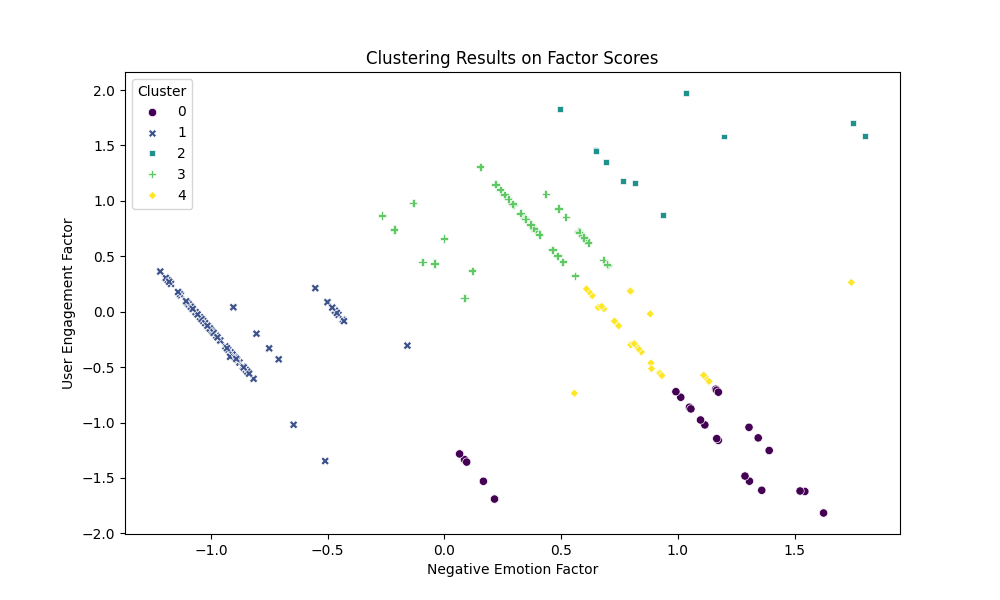 Clustering Results on Factor Scores
Cluster
0
1
2
3
4
User Engagement Factor
2.0
1.5
1.0
0.5
0.0
−0.5
−1.0
−1.5
−2.0
−1.0 −0.5 0.0 0.5 1.0 1.5
Negative Emotion Factor